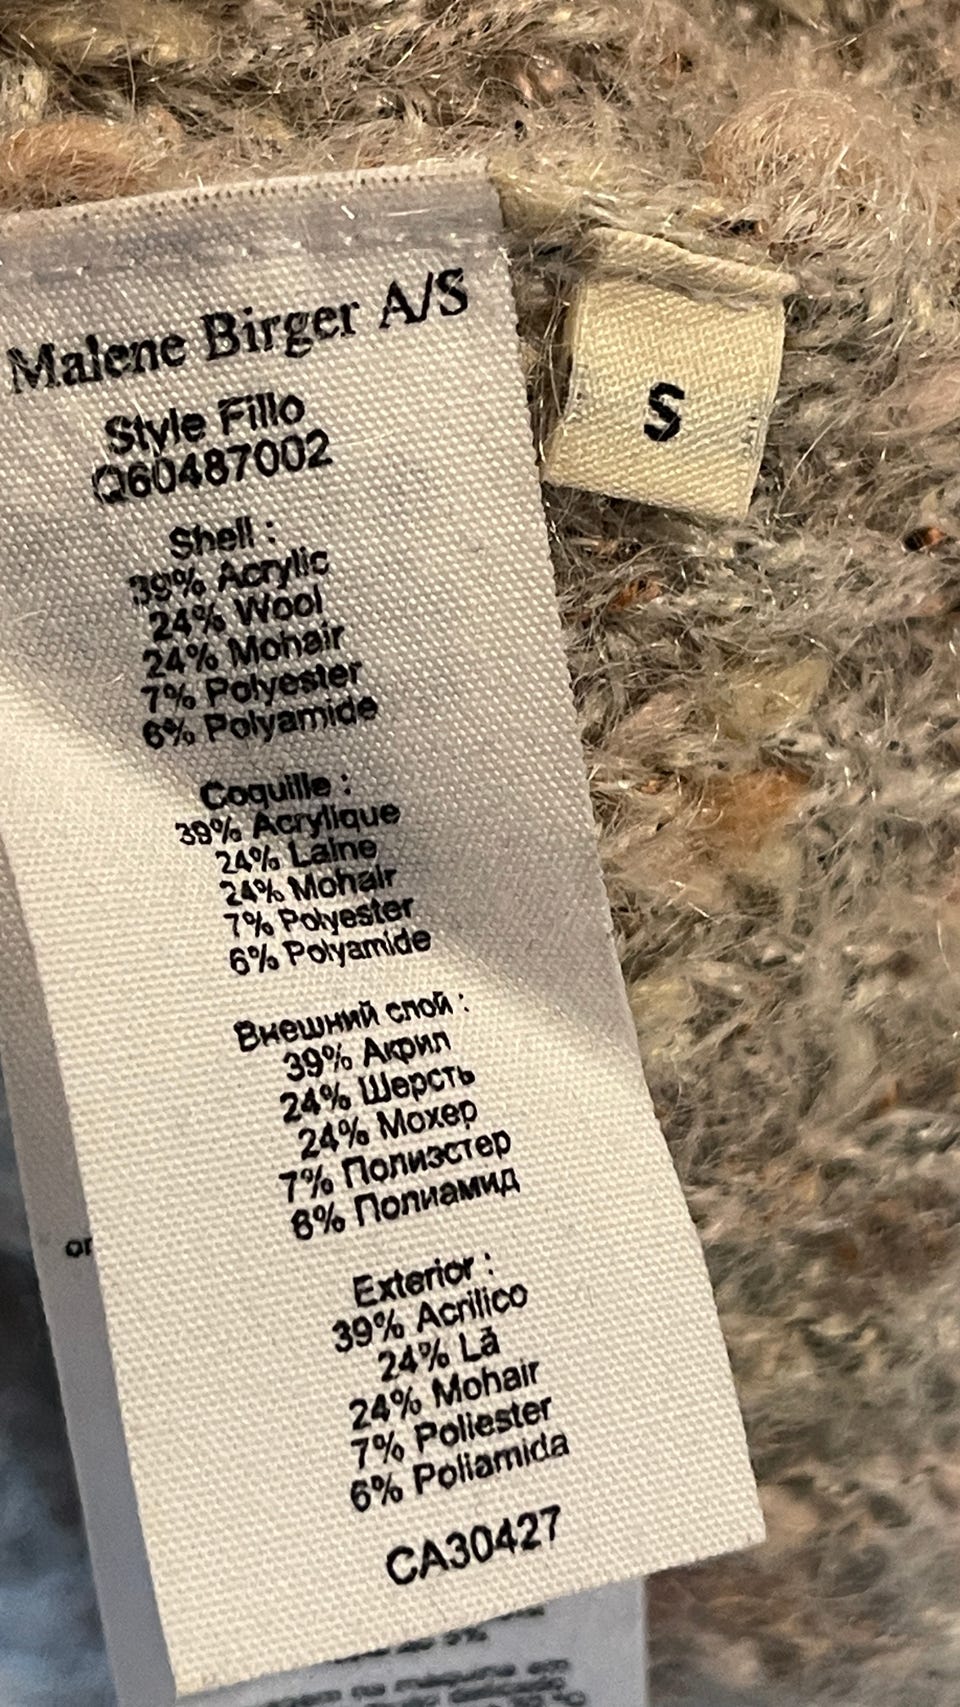 Malene Birger A/S
Style Fillo
Q60487002
S
Shell :
39% Acrylic
24% Wool
24% Mohair
7% Polyester
6% Polyamide
Coquille :
39% Acrylique
24% Laine
24% Mohair
7% Polyester
6% Polyamide
Внешний слой :
39% Акрил
24% Шерсть
24% Мохер
7% Полиэстер
6% Полиамид
Exterior :
39% Acrilico
24% Lã
24% Mohair
7% Poliester
6% Poliamida
CA30427